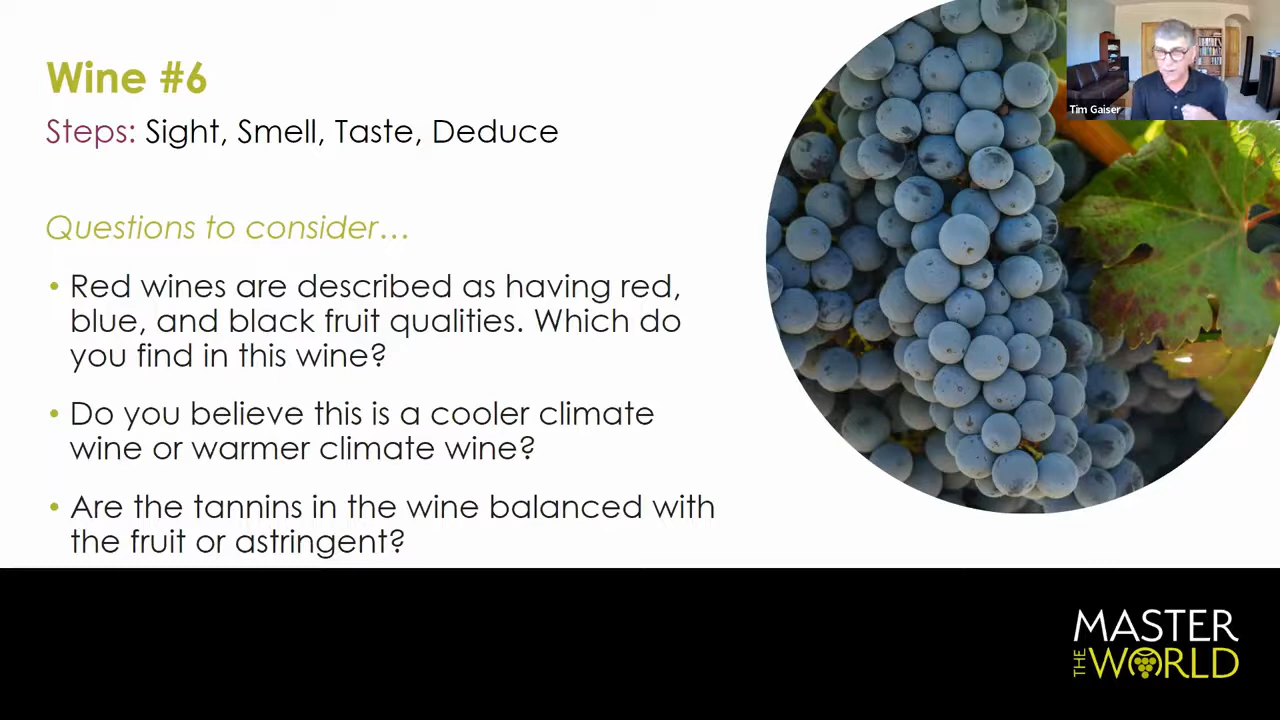 Wine #6
Steps: Sight, Smell, Taste, Deduce
Questions to consider...
• Red wines are described as having red,
blue, and black fruit qualities. Which do
you find in this wine?
• Do you believe this is a cooler climate
wine or warmer climate wine?
• Are the tannins in the wine balanced with
the fruit or astringent?
Tim Gaiser
MASTER
THE WORLD